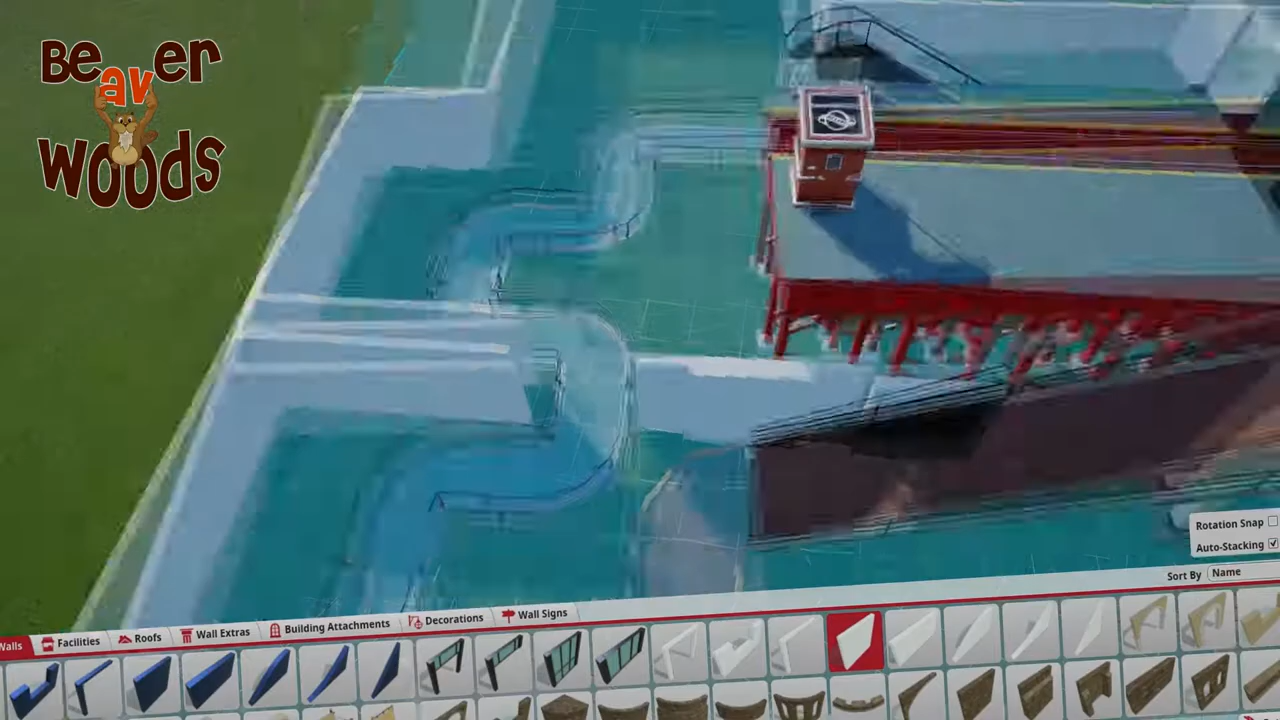 Beaver
Woods
Rotation Snap
Auto-Stacking
Sort By Name
Walls Facilities Roofs Wall Extras Building Attachments Decorations Wall Signs